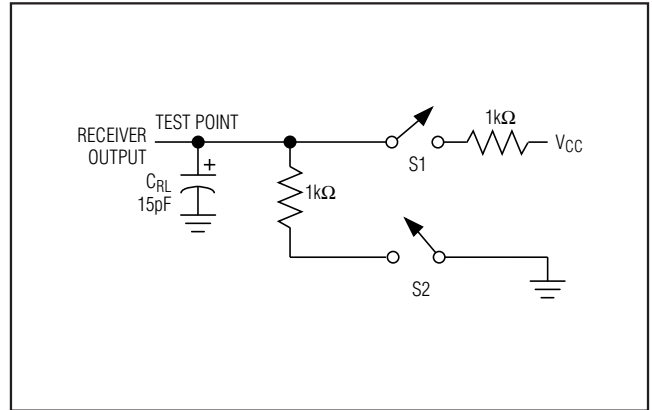 TEST POINT
RECEIVER
OUTPUT
+
CRL
15pF
1kΩ
S1
1kΩ
VCC
S2